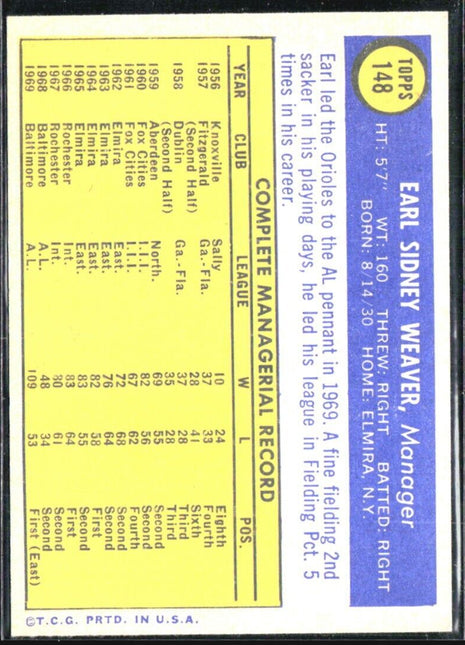 TOPPS
148
EARL SIDNEY WEAVER, Manager
HT: 5'7" WT: 160 THREW: RIGHT BATTED: RIGHT
BORN: 8/14/30 HOME: ELMIRA, N.Y.
Earl led the Orioles to the AL pennant in 1969. A fine fielding 2nd
sacker in his playing days, he led his league in Fielding Pct. 5
times in his career.
COMPLETE MANAGERIAL RECORD
YEAR CLUB LEAGUE W L POS.
1956 Knoxville Sally 10 24 Eighth
1957 Fitzgerald Ga.-Fla. 37 33 Fourth
(Second Half) 28 41 Sixth
1958 Dublin Ga.-Fla. 37 28 Third
(Second Half) 35 28 Third
1959 Aberdeen North. 69 55 Second
1960 Fox Cities I.I.I. 82 56 Second
1961 Fox Cities I.I.I. 67 62 Fourth
1962 Elmira East. 72 68 Second
1963 Elmira East. 76 64 Second
1964 Elmira East. 82 58 First
1965 Elmira East. 83 55 Second
1966 Rochester Int. 83 64 First
1967 Rochester Int. 80 61 Second
1968 Baltimore A.L. 48 34 Second
1969 Baltimore A.L. 109 53 First (East)
©T.C.G. PRTD. IN U.S.A.